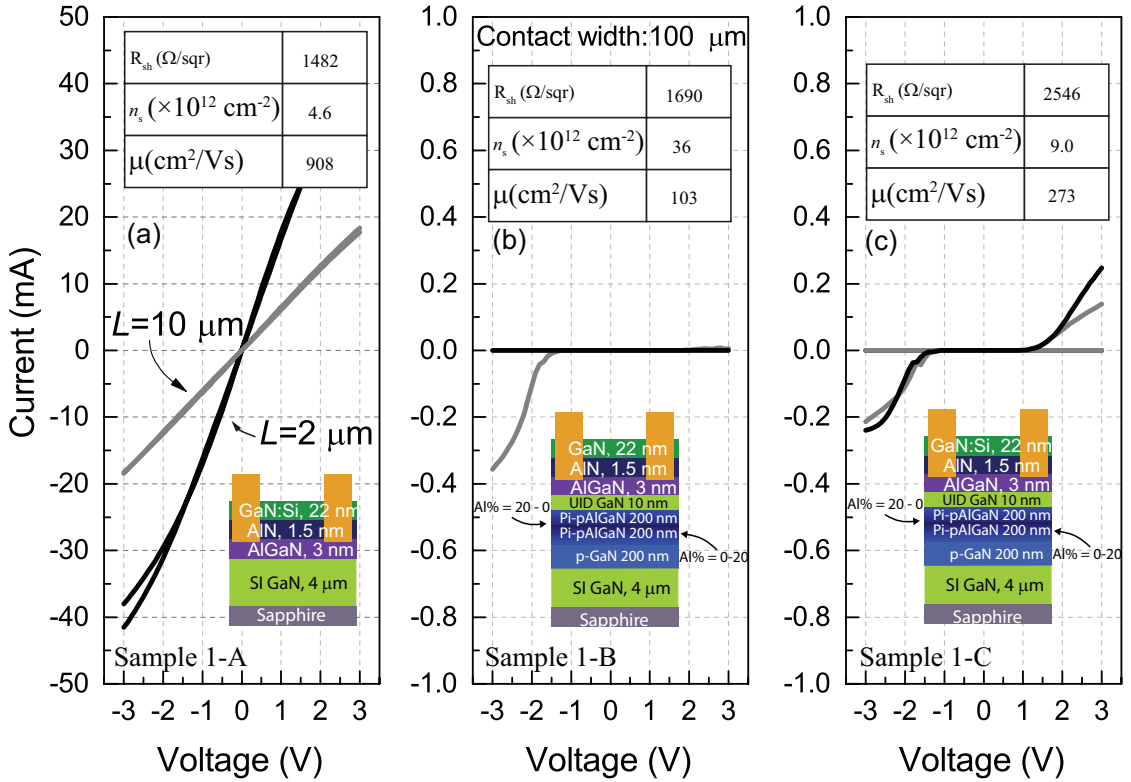 Current (mA)
50
40
30
20
10
0
-10
-20
-30
-40
-50
R_sh (Ω/sqr) 1482
n_s (×10^12 cm^-2) 4.6
μ(cm^2/Vs) 908
(a)
L=10 μm
L=2 μm
GaN:Si, 22 nm
AlN, 1.5 nm
AlGaN, 3 nm
SI GaN, 4 μm
Sapphire
Sample 1-A
-3 -2 -1 0 1 2 3
Voltage (V)
1.0
0.8
0.6
0.4
0.2
0.0
-0.2
-0.4
-0.6
-0.8
-1.0
Contact width:100 μm
R_sh (Ω/sqr) 1690
n_s (×10^12 cm^-2) 36
μ(cm^2/Vs) 103
(b)
GaN, 22 nm
AlN, 1.5 nm
AlGaN, 3 nm
UID GaN 10 nm
Al% = 20 - 0
Pi-pAlGaN 200 nm
Pi-pAlGaN 200 nm
Al% = 0-20
p-GaN 200 nm
SI GaN, 4 μm
Sapphire
Sample 1-B
-3 -2 -1 0 1 2 3
Voltage (V)
1.0
0.8
0.6
0.4
0.2
0.0
-0.2
-0.4
-0.6
-0.8
-1.0
R_sh (Ω/sqr) 2546
n_s (×10^12 cm^-2) 9.0
μ(cm^2/Vs) 273
(c)
GaN:Si, 22 nm
AlN, 1.5 nm
AlGaN, 3 nm
UID GaN 10 nm
Al% = 20 - 0
Pi-pAlGaN 200 nm
Pi-pAlGaN 200 nm
Al% = 0-20
p-GaN 200 nm
SI GaN, 4 μm
Sapphire
Sample 1-C
-3 -2 -1 0 1 2 3
Voltage (V)